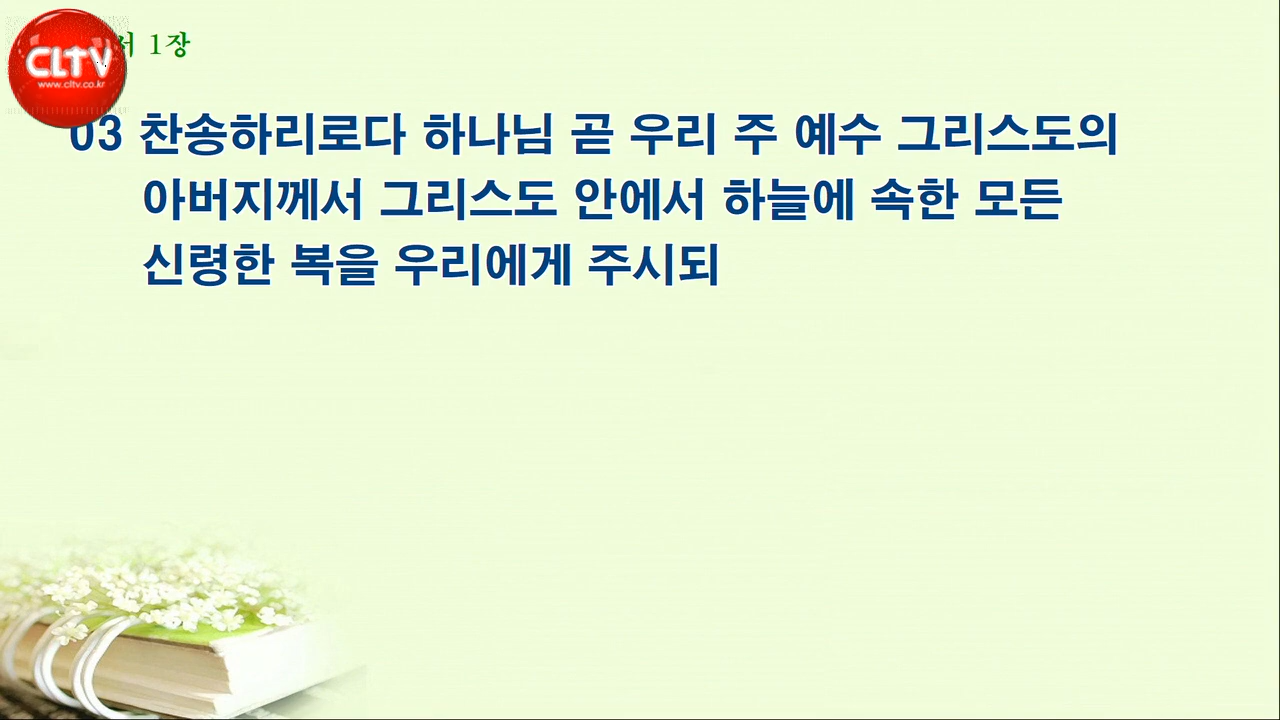 CLTV
www.cltv.co.kr
서 1장
03 찬송하리로다 하나님 곧 우리 주 예수 그리스도의
아버지께서 그리스도 안에서 하늘에 속한 모든
신령한 복을 우리에게 주시되